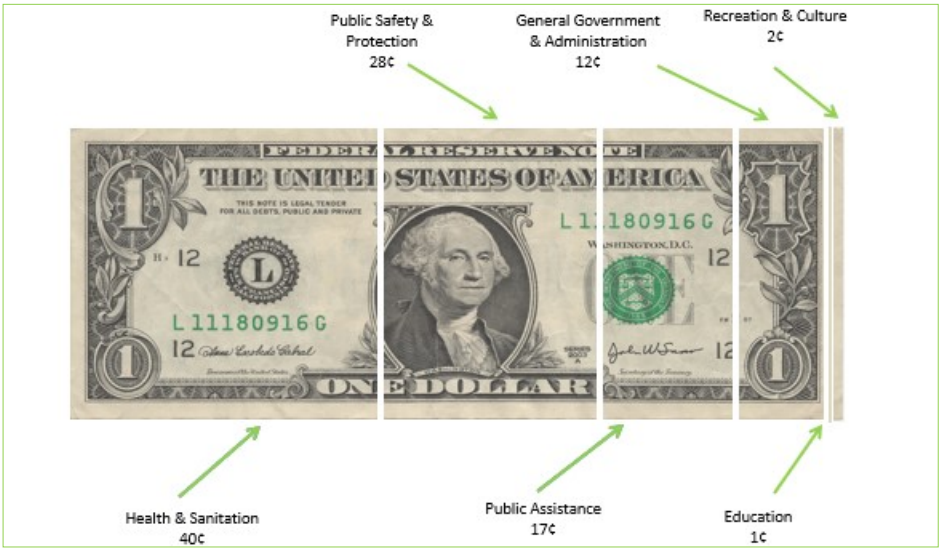 Public Safety &
Protection
28¢
General Government
& Administration
12¢
Recreation & Culture
2¢
FEDERAL RESERVE NOTE
THE UNITED STATES OF AMERICA
THIS NOTE IS LEGAL TENDER
FOR ALL DEBTS, PUBLIC AND PRIVATE
L 11180916 G
WASHINGTON, D.C.
1
1
12
12
L
L 11180916 G
12
12
SERIES
2003
A
1
1
ONE DOLLAR
Health & Sanitation
40¢
Public Assistance
17¢
Education
1¢